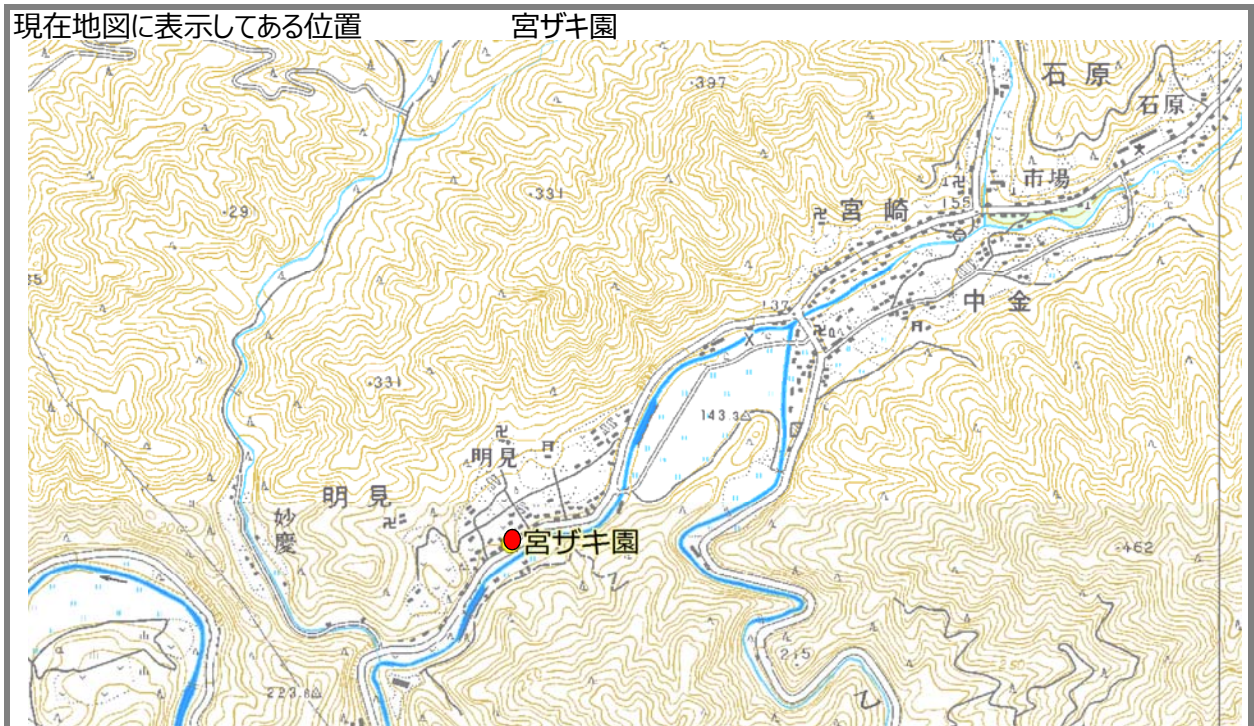 現在地図に表示してある位置 宮ザキ園
・397
石原
石原
市場
・331
宮崎
155
・29
35
137
中金
・331
143.3
明見
明見
妙慶
宮ザキ園
・462
215
223.8